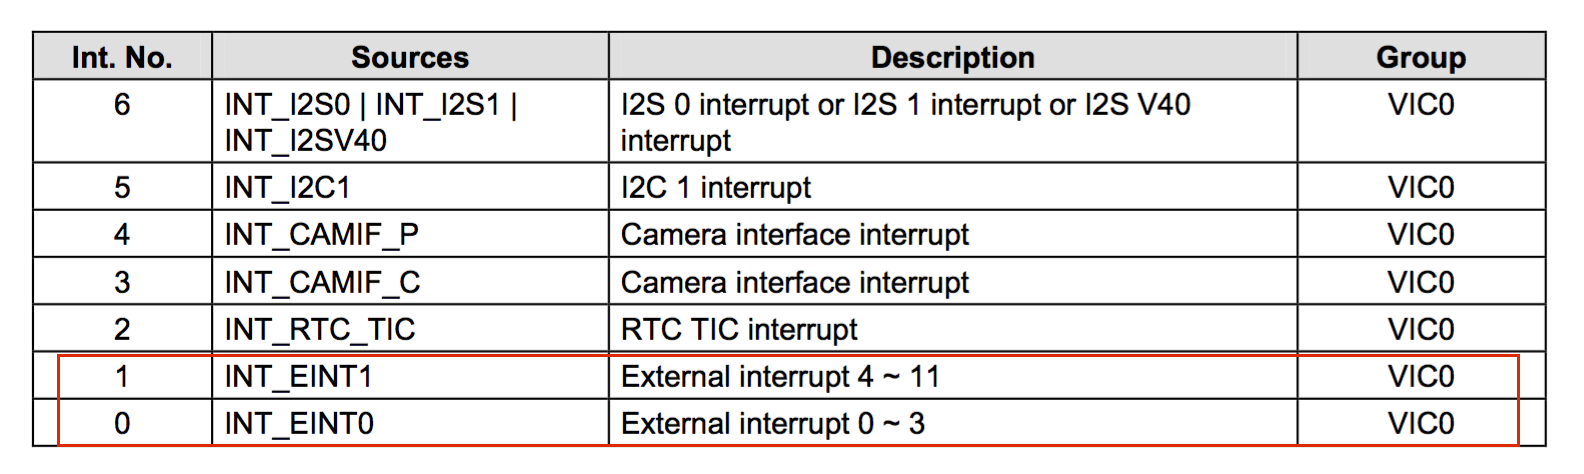 Int. No. Sources Description Group
6 INT_I2S0 | INT_I2S1 | I2S 0 interrupt or I2S 1 interrupt or I2S V40 VIC0
INT_I2SV40 interrupt
5 INT_I2C1 I2C 1 interrupt VIC0
4 INT_CAMIF_P Camera interface interrupt VIC0
3 INT_CAMIF_C Camera interface interrupt VIC0
2 INT_RTC_TIC RTC TIC interrupt VIC0
1 INT_EINT1 External interrupt 4 ~ 11 VIC0
0 INT_EINT0 External interrupt 0 ~ 3 VIC0